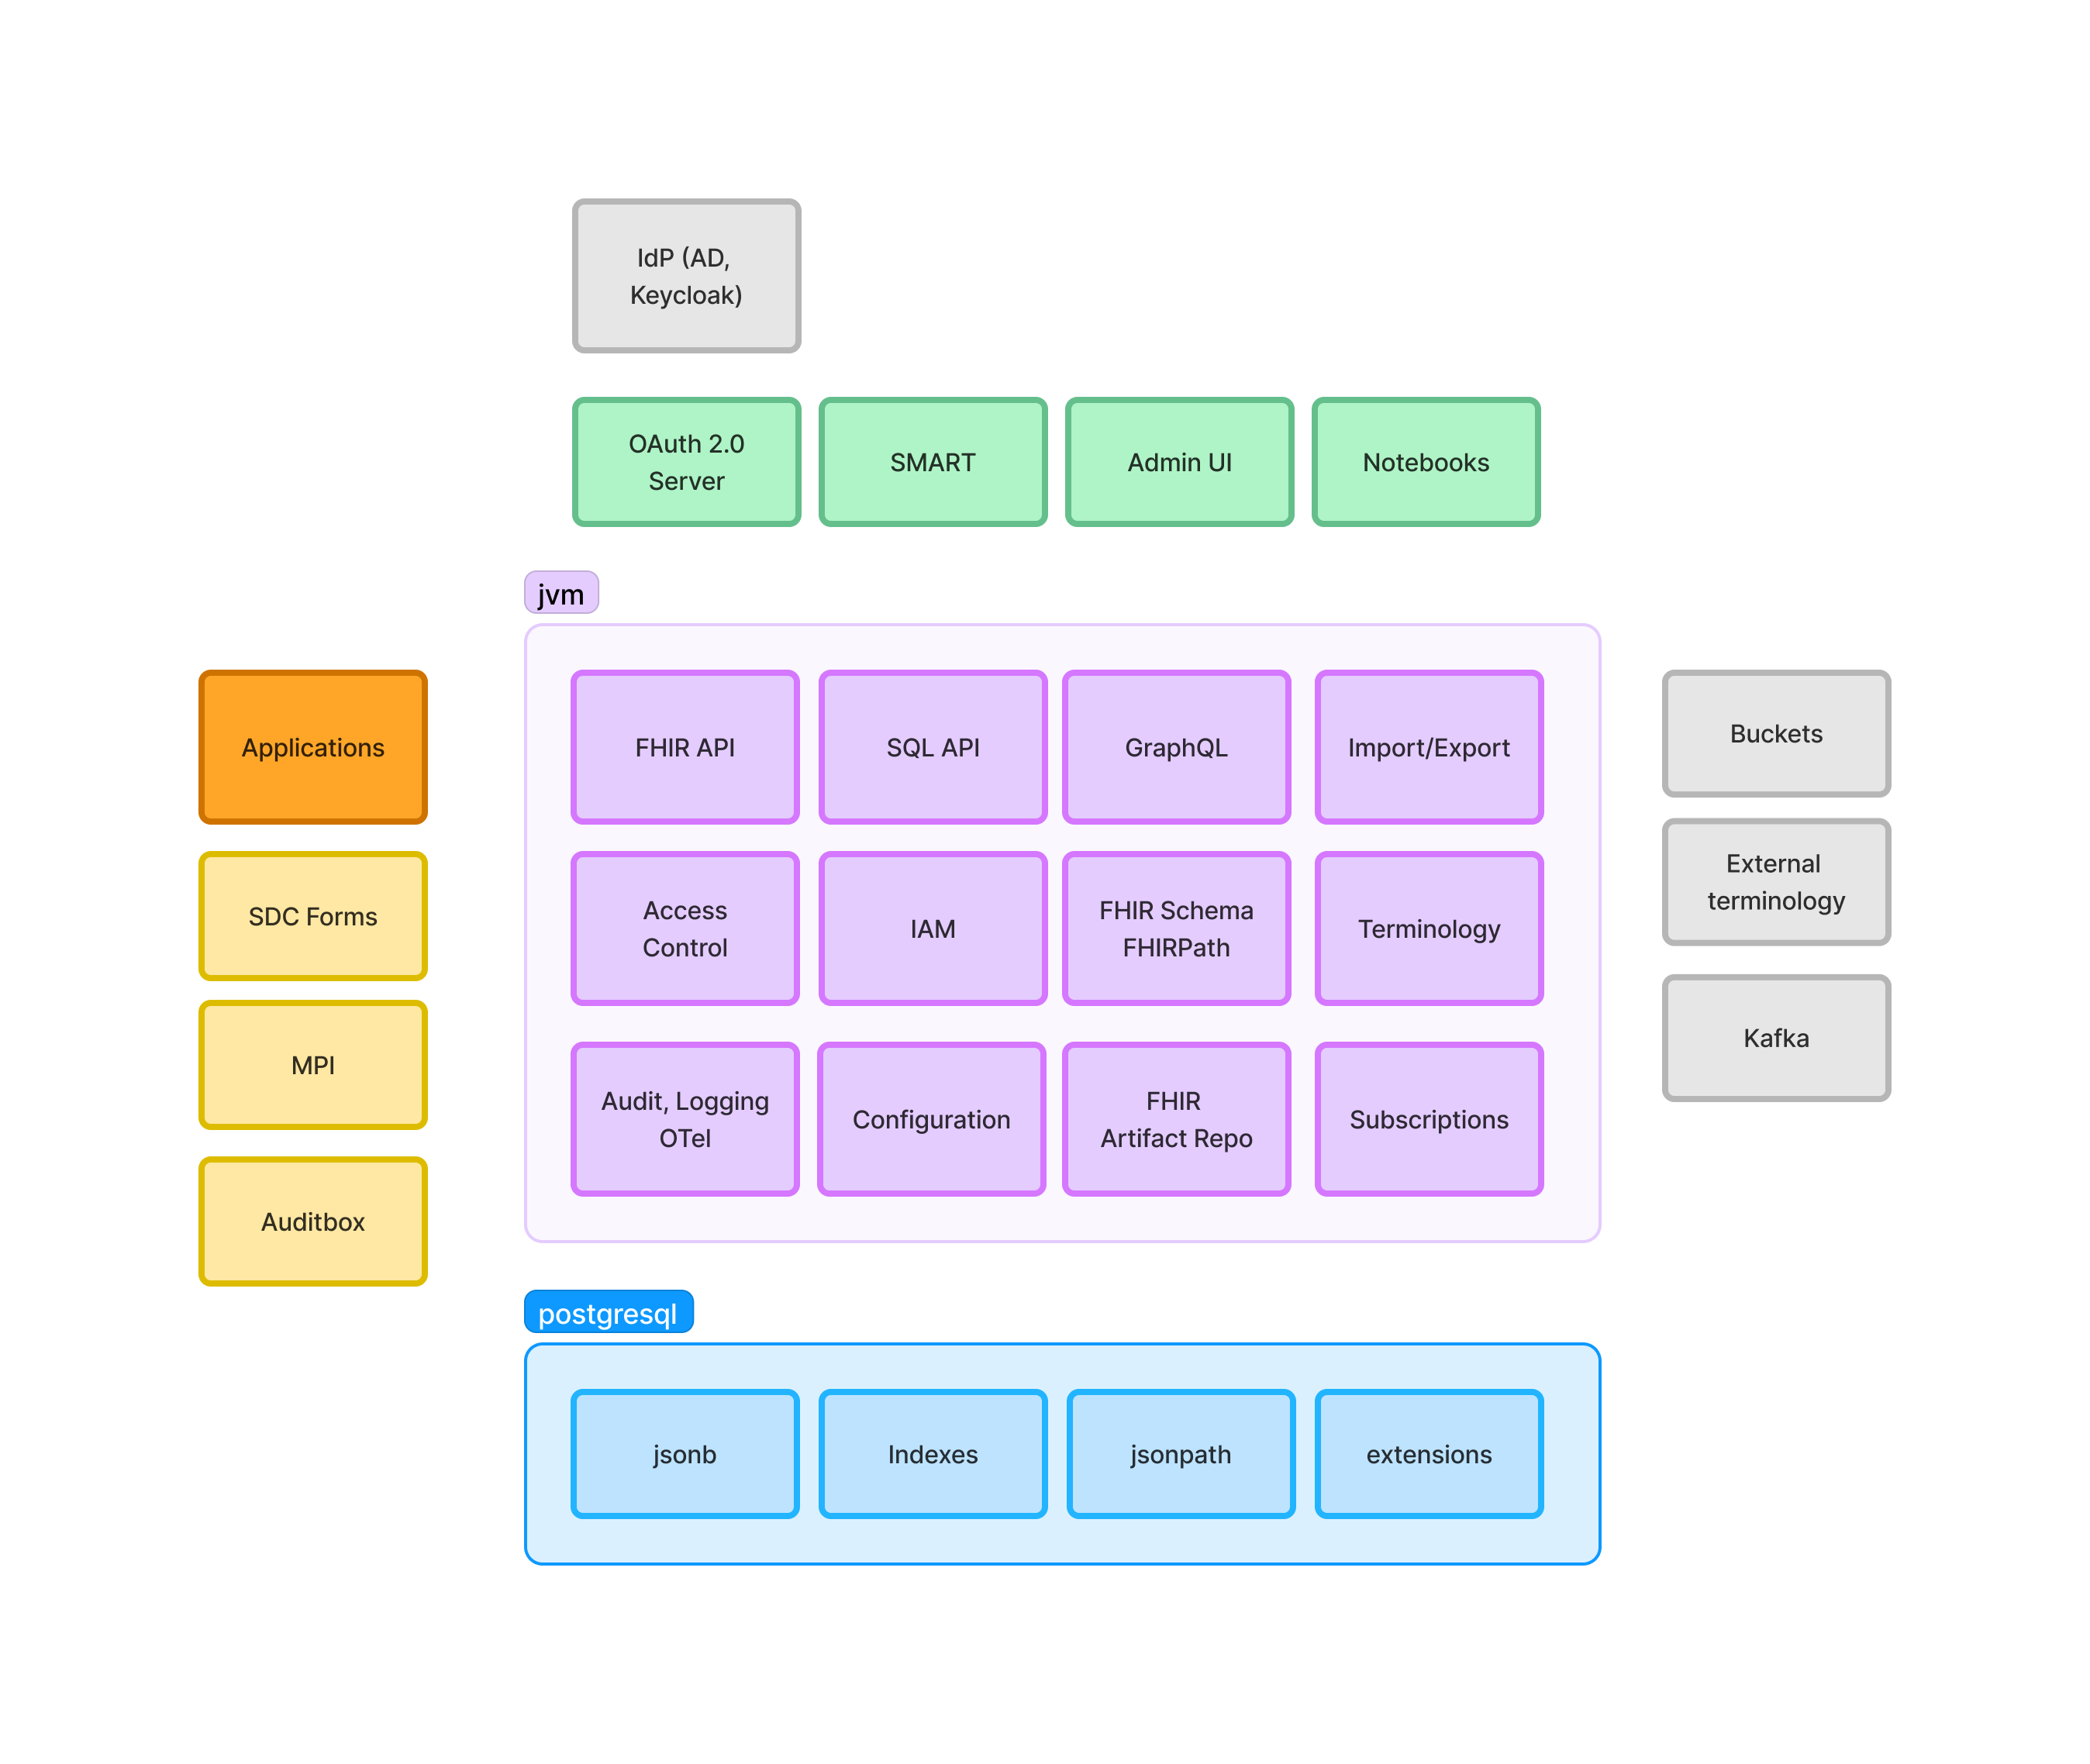 IdP (AD,
Keycloak)
OAuth 2.0
Server
SMART
Admin UI
Notebooks
jvm
Applications
SDC Forms
MPI
Auditbox
FHIR API
SQL API
GraphQL
Import/Export
Access
Control
IAM
FHIR Schema
FHIRPath
Terminology
Audit, Logging
OTel
Configuration
FHIR
Artifact Repo
Subscriptions
Buckets
External
terminology
Kafka
postgresql
jsonb
Indexes
jsonpath
extensions